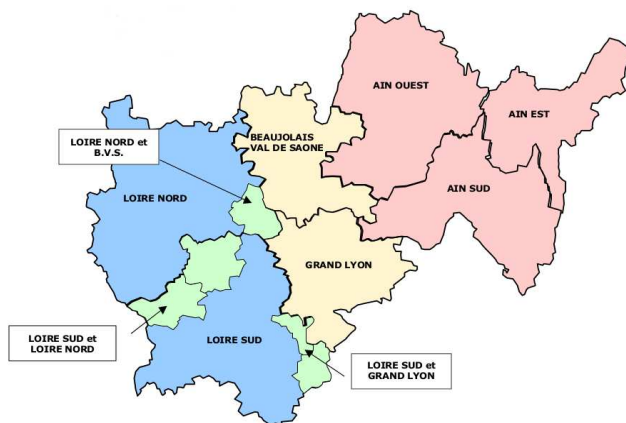 AIN OUEST
AIN EST
BEAUJOLAIS
VAL DE SAONE
LOIRE NORD et
B.V.S.
LOIRE NORD
AIN SUD
GRAND LYON
LOIRE SUD et
LOIRE NORD
LOIRE SUD
LOIRE SUD et
GRAND LYON